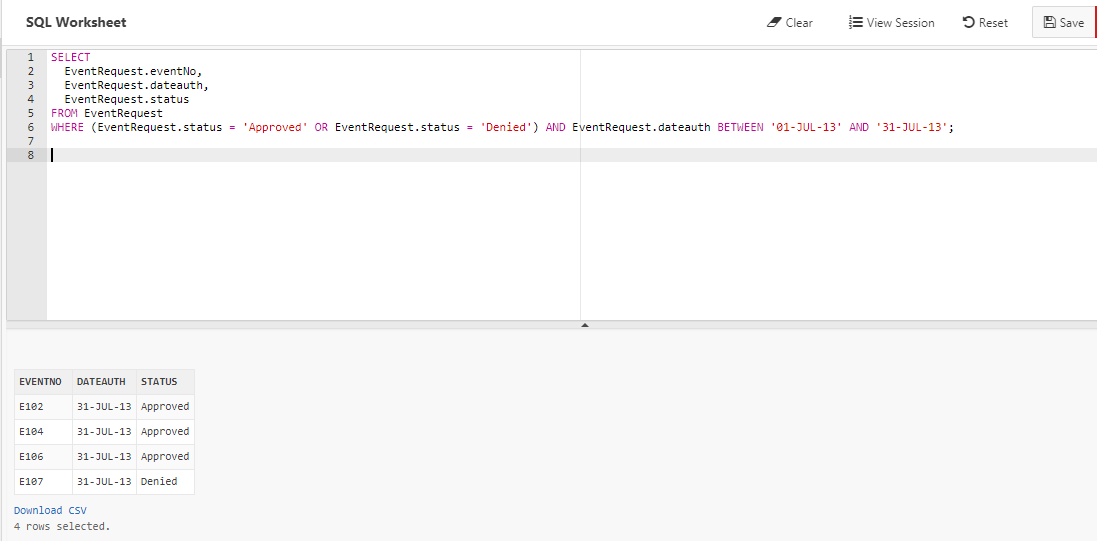 SQL Worksheet
Clear
View Session
Reset
Save
1 SELECT
2 EventRequest.eventNo,
3 EventRequest.dateauth,
4 EventRequest.status
5 FROM EventRequest
6 WHERE (EventRequest.status = 'Approved' OR EventRequest.status = 'Denied') AND EventRequest.dateauth BETWEEN '01-JUL-13' AND '31-JUL-13';
7
8
EVENTNO DATEAUTH STATUS
E102 31-JUL-13 Approved
E104 31-JUL-13 Approved
E106 31-JUL-13 Approved
E107 31-JUL-13 Denied
Download CSV
4 rows selected.